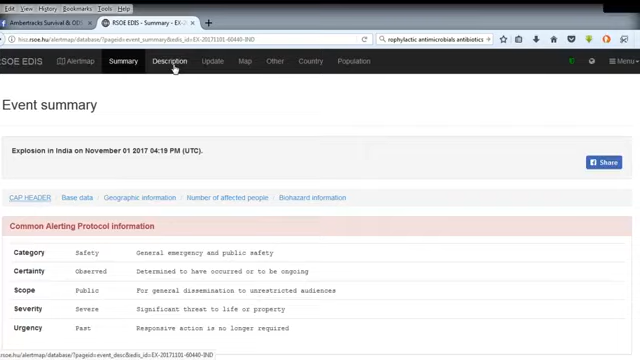 Edit View History Bookmarks Tools Help
Ambertracks Survival & ODS × RSOE EDIS - Summary - EX-2 × +
hisz.rsoe.hu/alertmap/database/?pageid=event_summary&edis_id=EX-20171101-60440-IND
rophylactic antimicrobials antibiotics
RSOE EDIS Alertmap Summary Description Update Map Other Country Population Menu
Event summary
Explosion in India on November 01 2017 04:19 PM (UTC).
Share
CAP HEADER Base data Geographic information Number of affected people Biohazard information
Common Alerting Protocol information
Category Safety General emergency and public safety
Certainty Observed Determined to have occurred or to be ongoing
Scope Public For general dissemination to unrestricted audiences
Severity Severe Significant threat to life or property
Urgency Past Responsive action is no longer required
rsoe.hu/alertmap/database/?pageid=event_desc&edis_id=EX-20171101-60440-IND